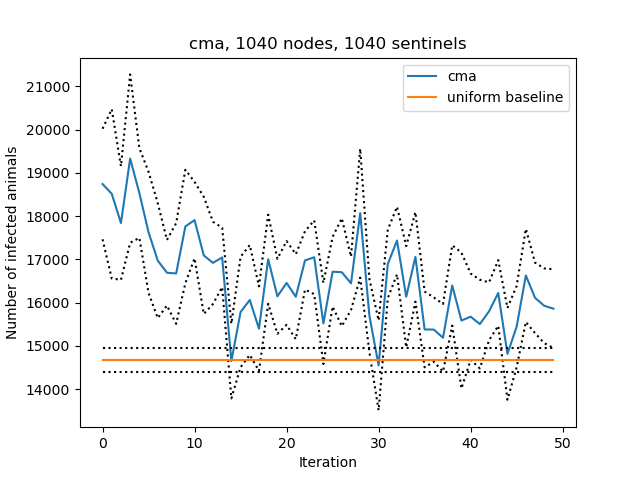 cma, 1040 nodes, 1040 sentinels
cma
uniform baseline
Number of infected animals
21000
20000
19000
18000
17000
16000
15000
14000
0 10 20 30 40 50
Iteration